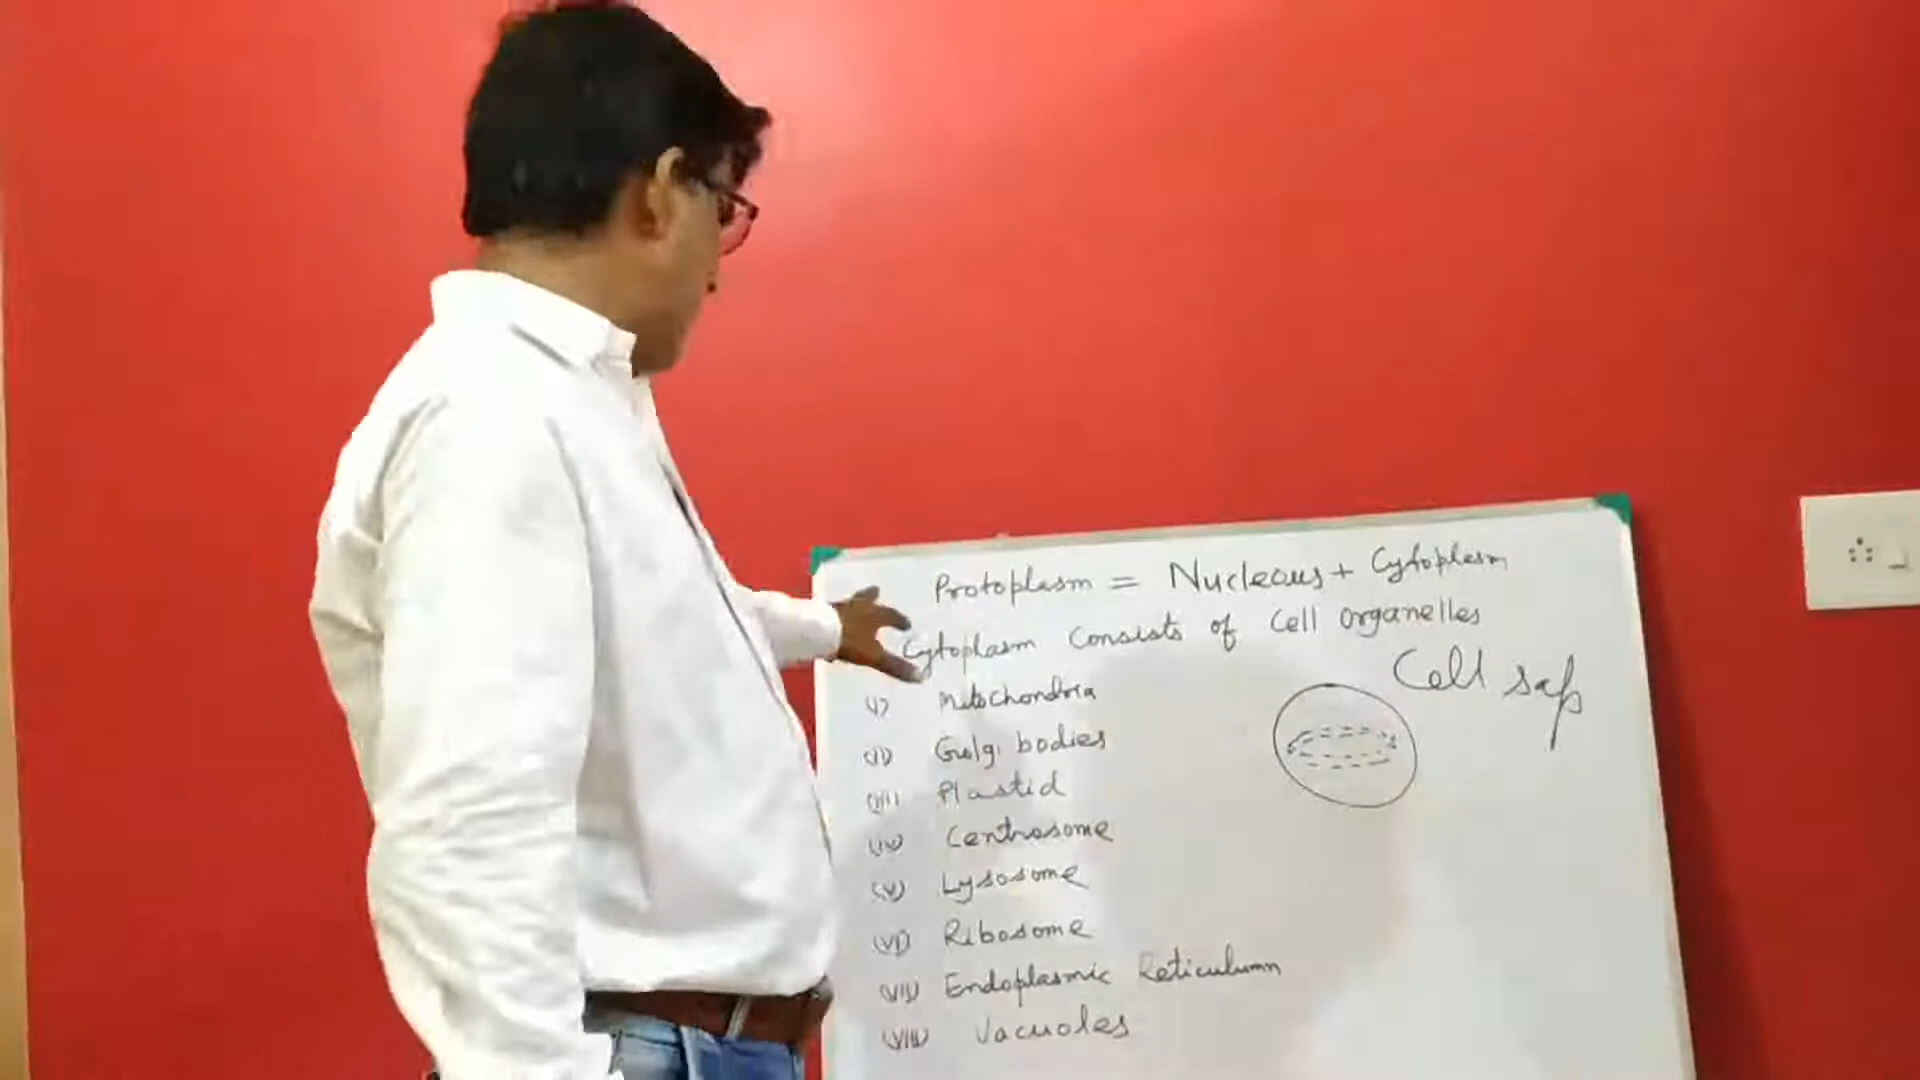 Protoplasm = Nucleous + Cytoplasm
Cytoplasm Consists of Cell organelles
Cell sap
(i) Mitochondria
(ii) Golgi bodies
(iii) Plastid
(iv) Centrosome
(v) Lysosome
(vi) Ribosome
(vii) Endoplasmic Reticulumn
(viii) Vacuoles